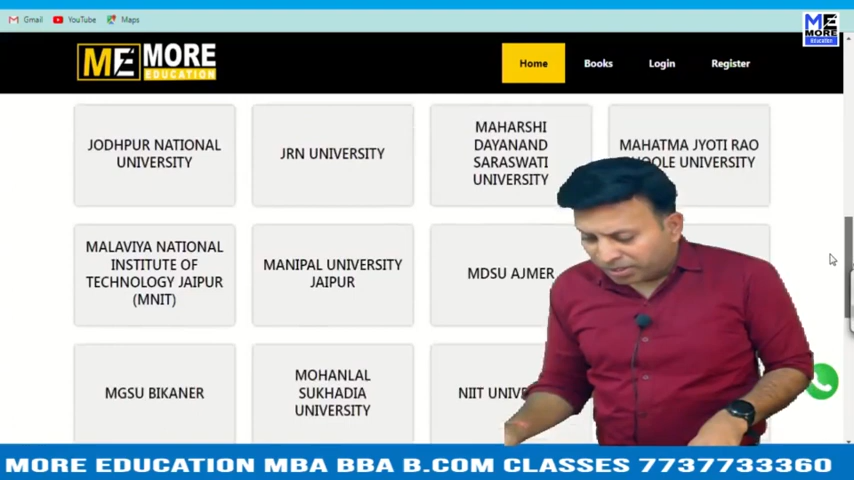 Gmail YouTube Maps
ME MORE EDUCATION
Home Books Login Register
ME
MORE
Education
JODHPUR NATIONAL
UNIVERSITY
JRN UNIVERSITY
MAHARSHI
DAYANAND
SARASWATI
UNIVERSITY
MAHATMA JYOTI RAO
UNIVERSITY
MALAVIYA NATIONAL
INSTITUTE OF
TECHNOLOGY JAIPUR
(MNIT)
MANIPAL UNIVERSITY
JAIPUR
MDSU AJMER
MGSU BIKANER
MOHANLAL
SUKHADIA
UNIVERSITY
NIIT
MORE EDUCATION MBA BBA B.COM CLASSES 7737733360